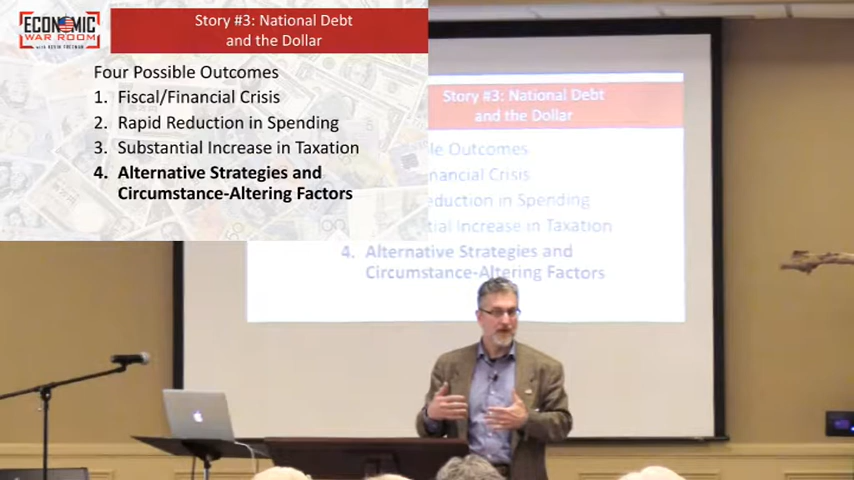 ECONOMIC
WAR ROOM
WITH KEVIN FREEMAN
Story #3: National Debt
and the Dollar
Four Possible Outcomes
1. Fiscal/Financial Crisis
2. Rapid Reduction in Spending
3. Substantial Increase in Taxation
4. Alternative Strategies and
Circumstance-Altering Factors
Story #3: National Debt
and the Dollar
le Outcomes
nancial Crisis
eduction in Spending
tial Increase in Taxation
4. Alternative Strategies and
Circumstance-Altering Factors